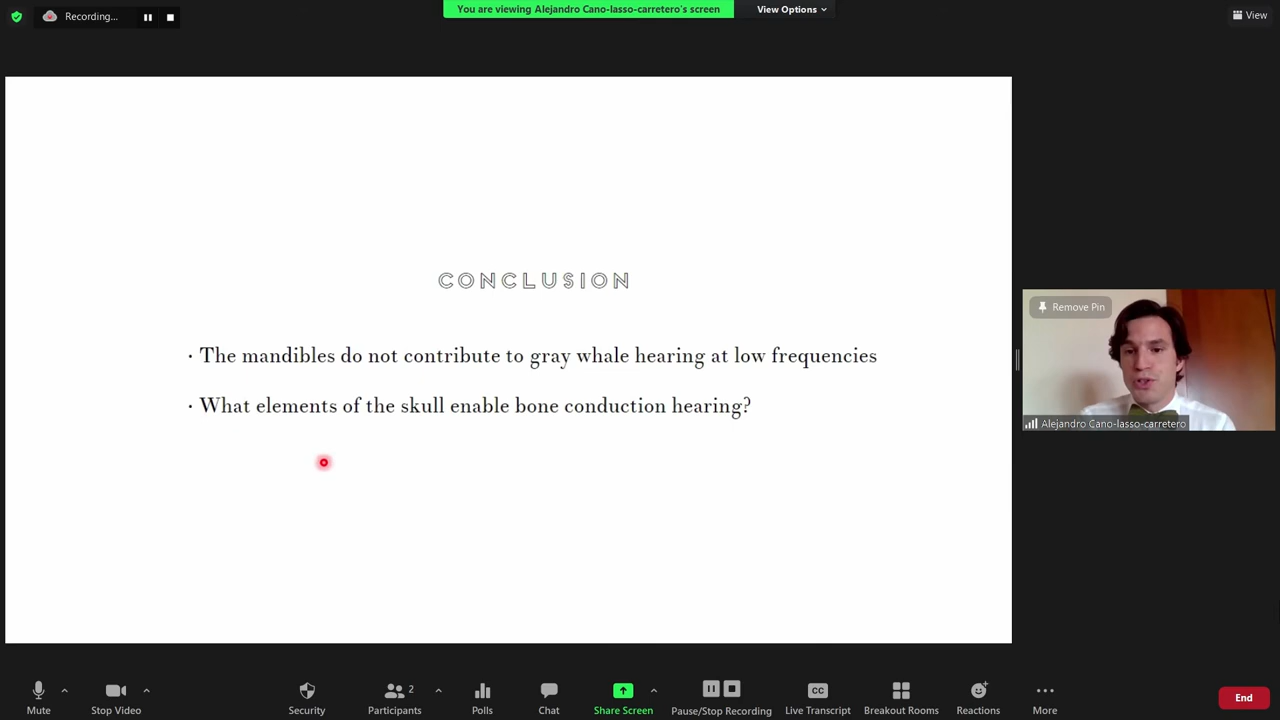 Recording...
You are viewing Alejandro Cano-lasso-carretero's screen
View Options
View
CONCLUSION
· The mandibles do not contribute to gray whale hearing at low frequencies
· What elements of the skull enable bone conduction hearing?
Remove Pin
Alejandro Cano-lasso-carretero
Mute
Stop Video
Security
2
Participants
Polls
Chat
Share Screen
Pause/Stop Recording
CC
Live Transcript
Breakout Rooms
Reactions
More
End